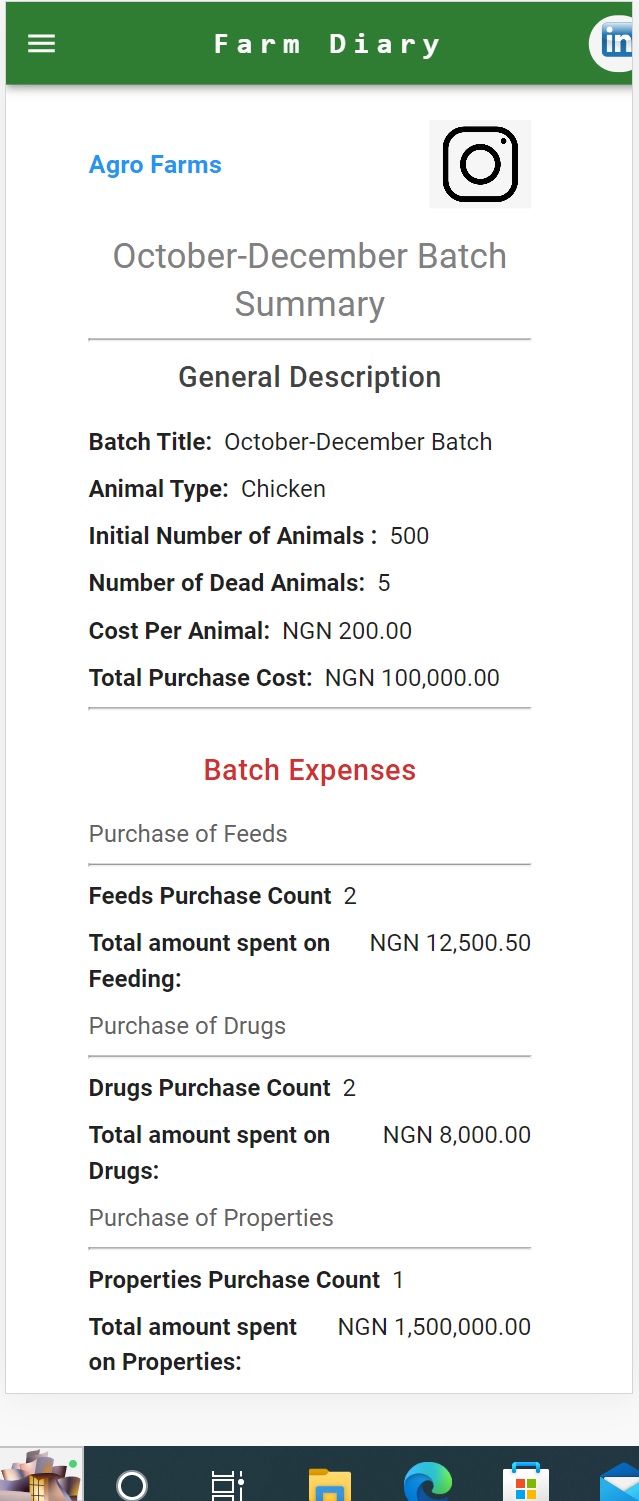 Farm Diary
in
Agro Farms
October-December Batch
Summary
General Description
Batch Title: October-December Batch
Animal Type: Chicken
Initial Number of Animals : 500
Number of Dead Animals: 5
Cost Per Animal: NGN 200.00
Total Purchase Cost: NGN 100,000.00
Batch Expenses
Purchase of Feeds
Feeds Purchase Count 2
Total amount spent on NGN 12,500.50
Feeding:
Purchase of Drugs
Drugs Purchase Count 2
Total amount spent on NGN 8,000.00
Drugs:
Purchase of Properties
Properties Purchase Count 1
Total amount spent NGN 1,500,000.00
on Properties: